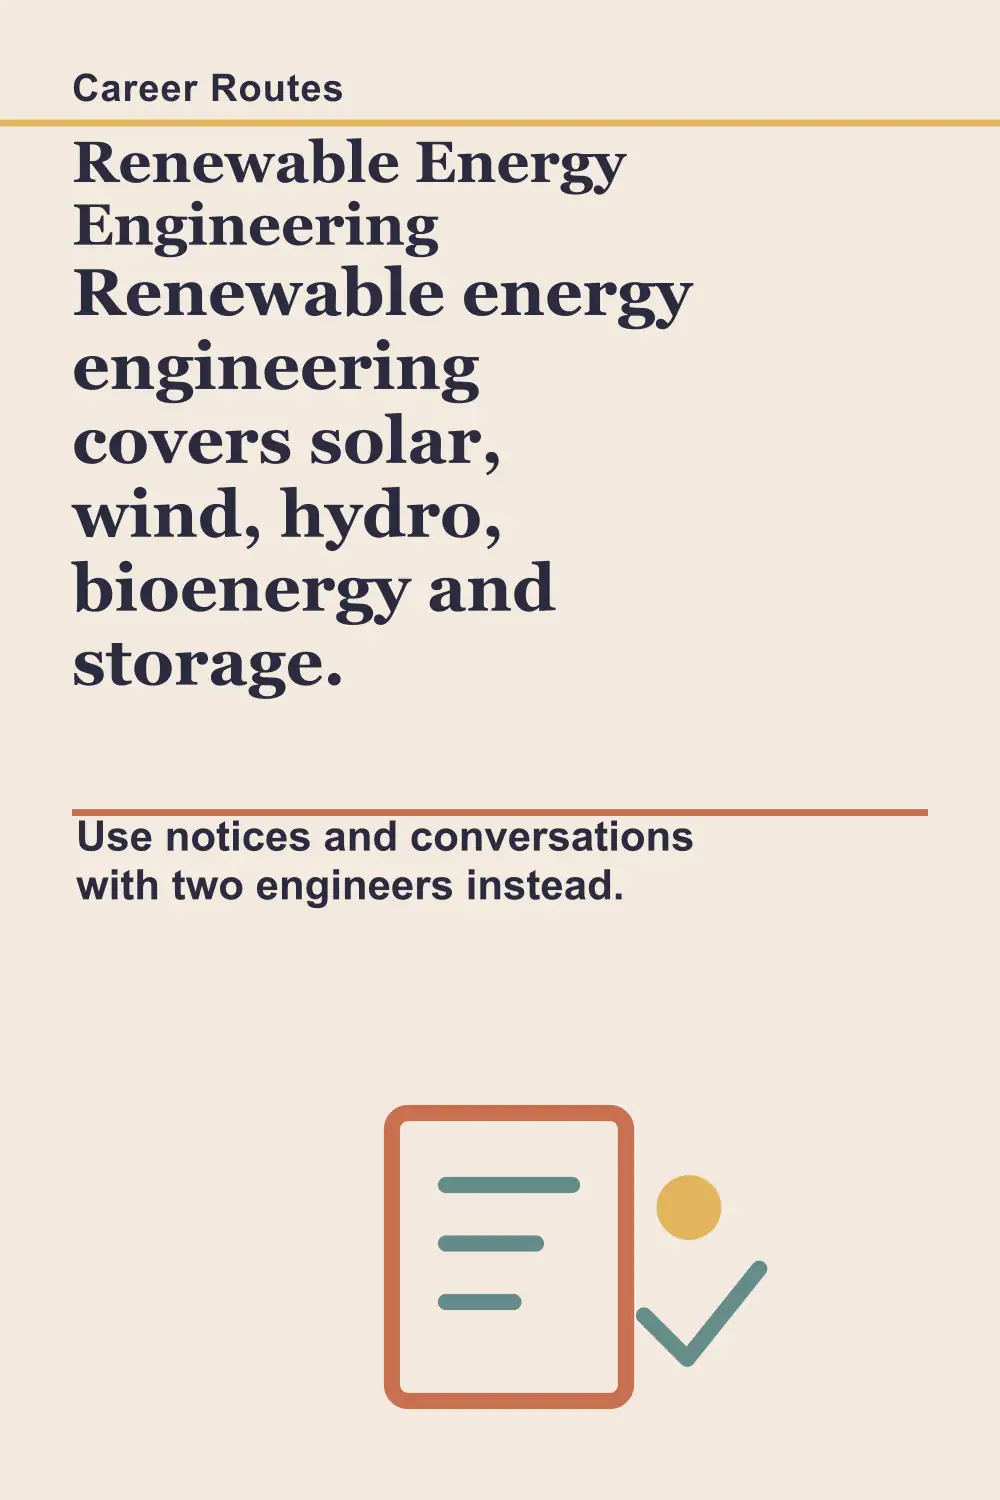 Career Routes
Renewable Energy
Engineering
Renewable energy
engineering
covers solar,
wind, hydro,
bioenergy and
storage.
Use notices and conversations
with two engineers instead.